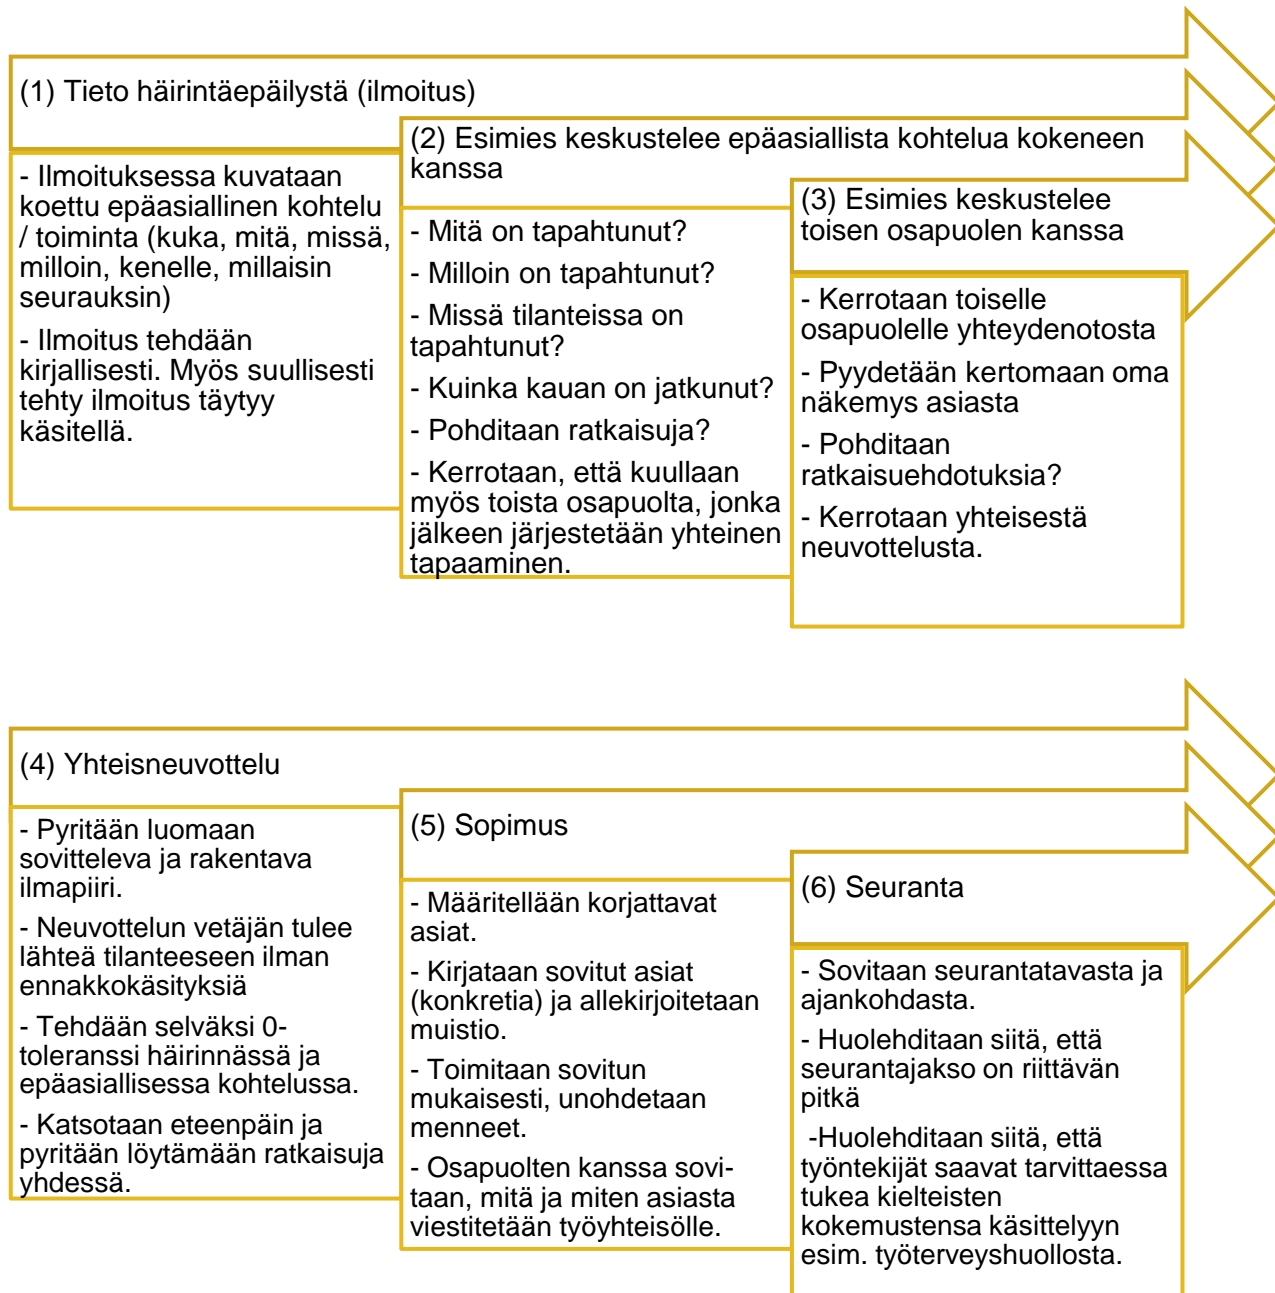 (1) Tieto häirintäepäilystä (ilmoitus)
- Ilmoituksessa kuvataan
koettu epäasiallinen kohtelu
/ toiminta (kuka, mitä, missä,
milloin, kenelle, millaisin
seurauksin)
- Ilmoitus tehdään
kirjallisesti. Myös suullisesti
tehty ilmoitus täytyy
käsitellä.
(2) Esimies keskustelee epäasiallista kohtelua kokeneen
kanssa
- Mitä on tapahtunut?
- Milloin on tapahtunut?
- Missä tilanteissa on
tapahtunut?
- Kuinka kauan on jatkunut?
- Pohditaan ratkaisuja?
- Kerrotaan, että kuullaan
myös toista osapuolta, jonka
jälkeen järjestetään yhteinen
tapaaminen.
(3) Esimies keskustelee
toisen osapuolen kanssa
- Kerrotaan toiselle
osapuolelle yhteydenotosta
- Pyydetään kertomaan oma
näkemys asiasta
- Pohditaan
ratkaisuehdotuksia?
- Kerrotaan yhteisestä
neuvottelusta.
(4) Yhteisneuvottelu
- Pyritään luomaan
sovitteleva ja rakentava
ilmapiiri.
- Neuvottelun vetäjän tulee
lähteä tilanteeseen ilman
ennakkokäsityksiä
- Tehdään selväksi 0-
toleranssi häirinnässä ja
epäasiallisessa kohtelussa.
- Katsotaan eteenpäin ja
pyritään löytämään ratkaisuja
yhdessä.
(5) Sopimus
- Määritellään korjattavat
asiat.
- Kirjataan sovitut asiat
(konkretia) ja allekirjoitetaan
muistio.
- Toimitaan sovitun
mukaisesti, unohdetaan
menneet.
- Osapuolten kanssa sovi-
taan, mitä ja miten asiasta
viestitetään työyhteisölle.
(6) Seuranta
- Sovitaan seurantatavasta ja
ajankohdasta.
- Huolehditaan siitä, että
seurantajakso on riittävän
pitkä
-Huolehditaan siitä, että
työntekijät saavat tarvittaessa
tukea kielteisten
kokemustensa käsittelyyn
esim. työterveyshuollosta.